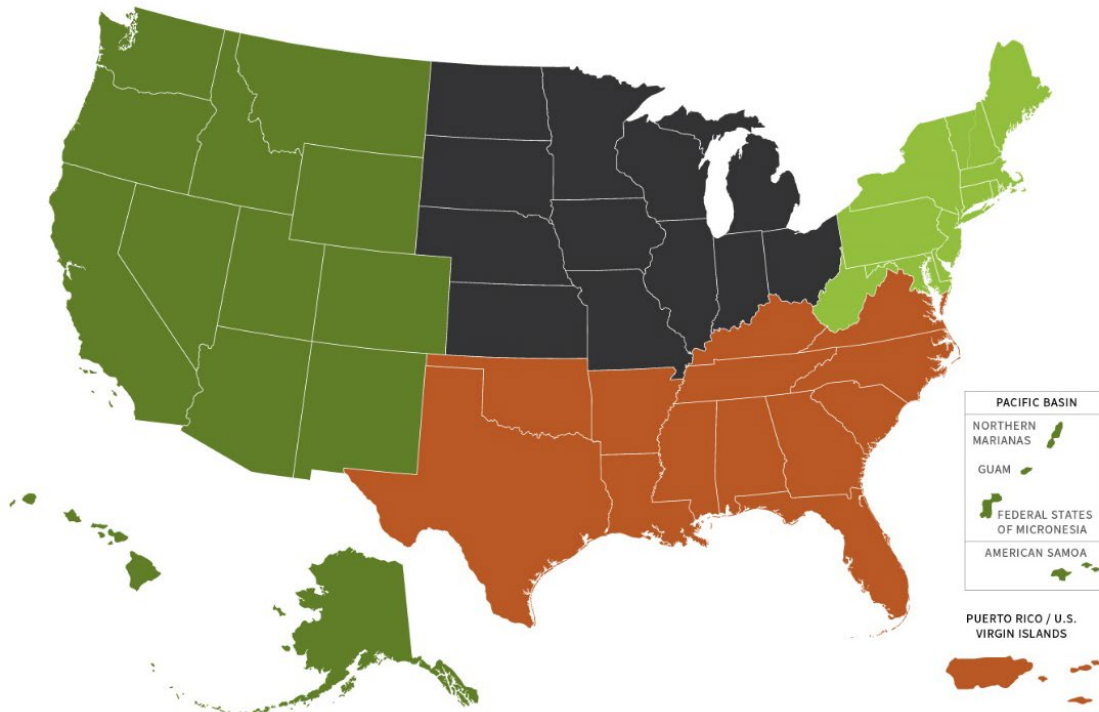 PACIFIC BASIN
NORTHERN
MARIANAS
GUAM
FEDERAL STATES
OF MICRONESIA
AMERICAN SAMOA
PUERTO RICO / U.S.
VIRGIN ISLANDS